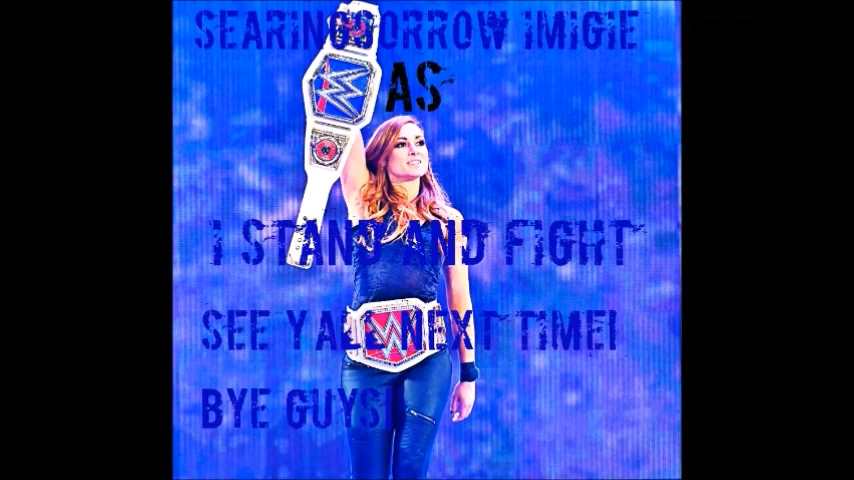 SEARINGSORROW IMIGIE
AS
I STAND AND FIGHT
SEE YALL NEXT TIME!
BYE GUYS!